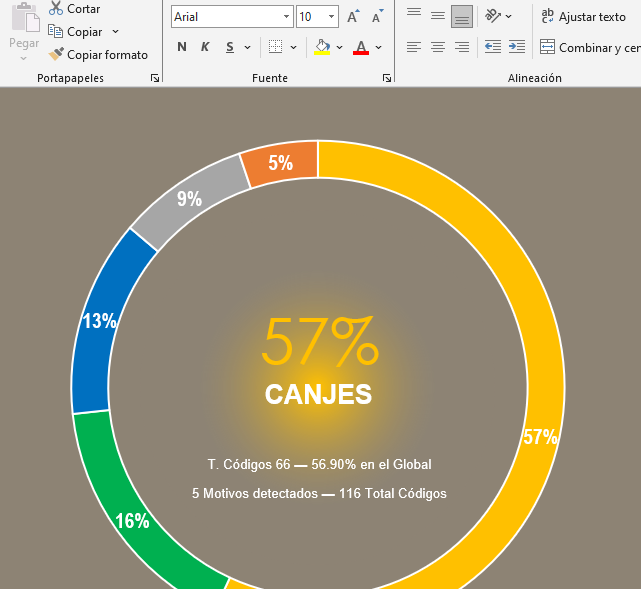 Cortar
Copiar
Pegar
Copiar formato
Portapapeles
Arial
10
A A
N K S
A
Fuente
ab
c
Ajustar texto
Combinar y cen
Alineación
5%
9%
13%
57%
CANJES
57%
T. Códigos 66 — 56.90% en el Global
5 Motivos detectados — 116 Total Códigos
16%